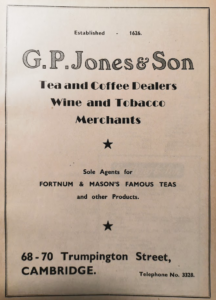 Established - 1626.
G.P. Jones & Son
Tea and Coffee Dealers
Wine and Tobacco
Merchants
Sole Agents for
FORTNUM & MASON'S FAMOUS TEAS
and other Products.
68-70 Trumpington Street,
CAMBRIDGE. Telephone No. 3328.